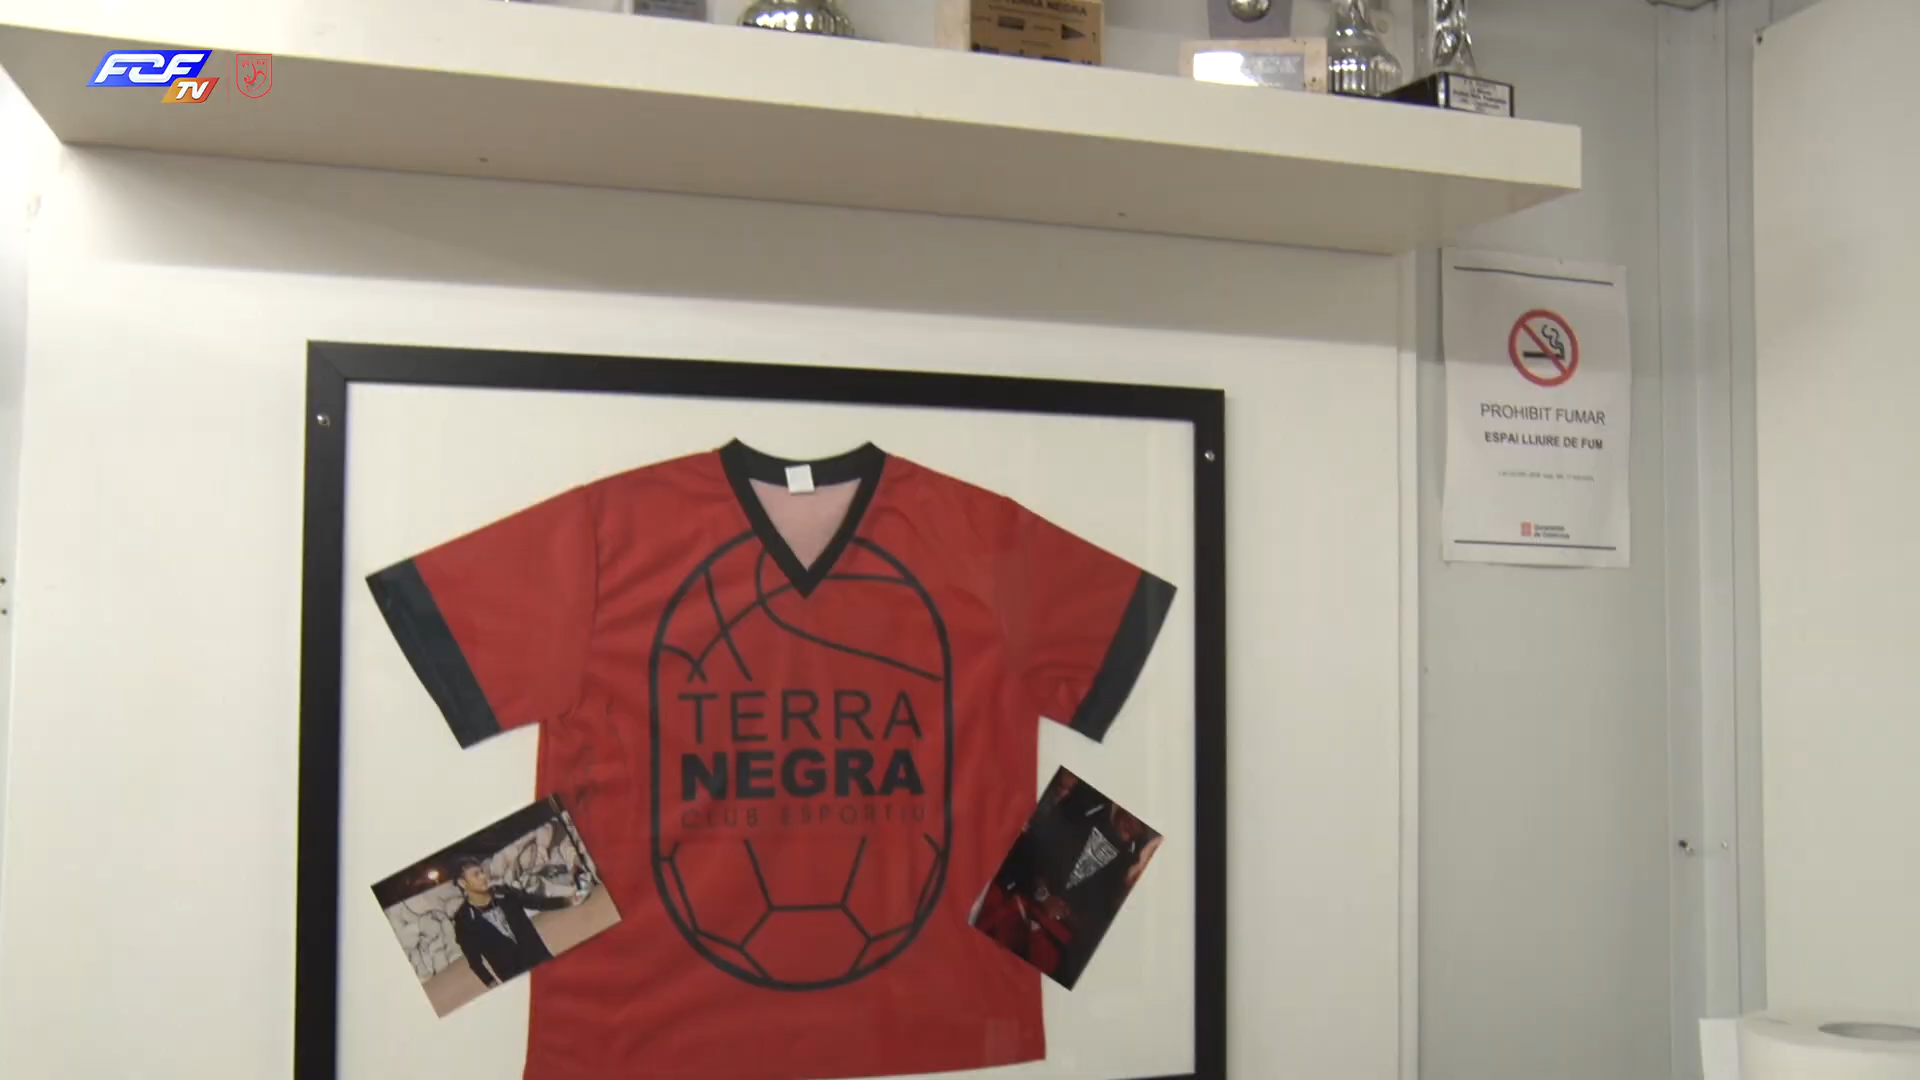 FCF
TV
TERRA NEGRA
PROHIBIT FUMAR
ESPAI LLIURE DE FUM
TERRA
NEGRA
CLUB ESPORTIU